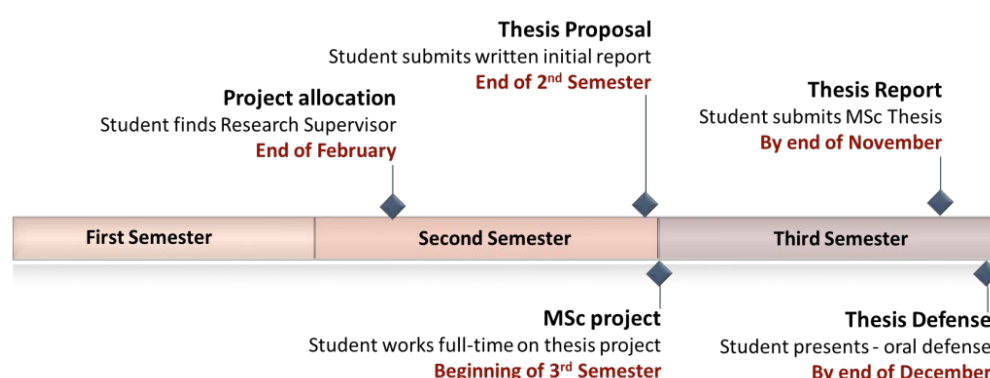 Thesis Proposal
Student submits written initial report
End of 2nd Semester
Project allocation
Student finds Research Supervisor
End of February
Thesis Report
Student submits MSc Thesis
By end of November
First Semester
Second Semester
Third Semester
MSc project
Student works full-time on thesis project
Beginning of 3rd Semester
Thesis Defense
Student presents - oral defense
By end of December